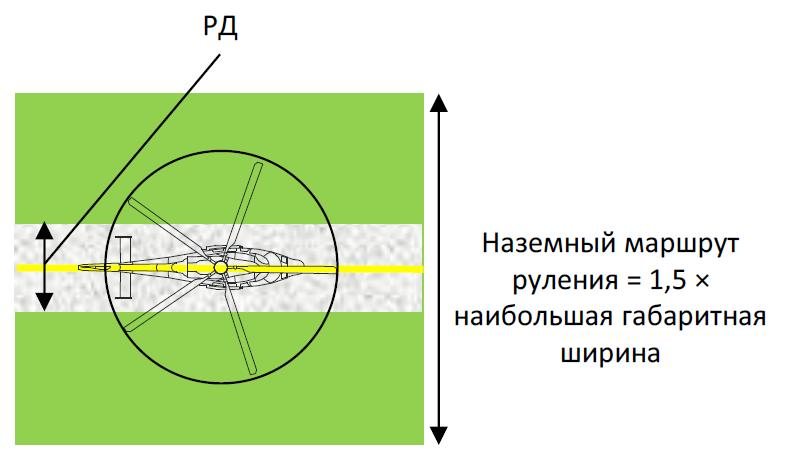 РД
Наземный маршрут
руления = 1,5 ×
наибольшая габаритная
ширина